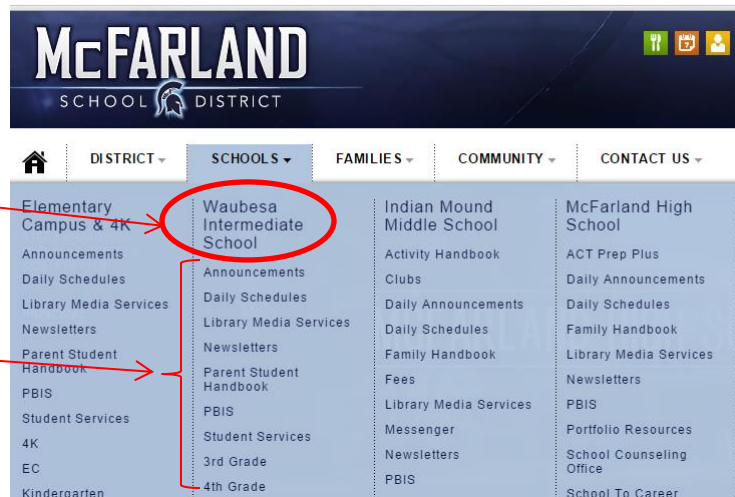 McFARLAND
SCHOOL DISTRICT
7
DISTRICT
SCHOOLS
FAMILIES
COMMUNITY
CONTACT US
Elementary
Campus & 4K
Announcements
Daily Schedules
Library Media Services
Newsletters
Parent Student
Handbook
PBIS
Student Services
4K
EC
Kindergarten
Waubesa
Intermediate
School
Announcements
Daily Schedules
Library Media Services
Newsletters
Parent Student
Handbook
PBIS
Student Services
3rd Grade
4th Grade
Indian Mound
Middle School
Activity Handbook
Clubs
Daily Announcements
Daily Schedules
Family Handbook
Fees
Library Media Services
Messenger
Newsletters
PBIS
McFarland High
School
ACT Prep Plus
Daily Announcements
Daily Schedules
Family Handbook
Library Media Services
Newsletters
PBIS
Portfolio Resources
School Counseling
Office
School To Career